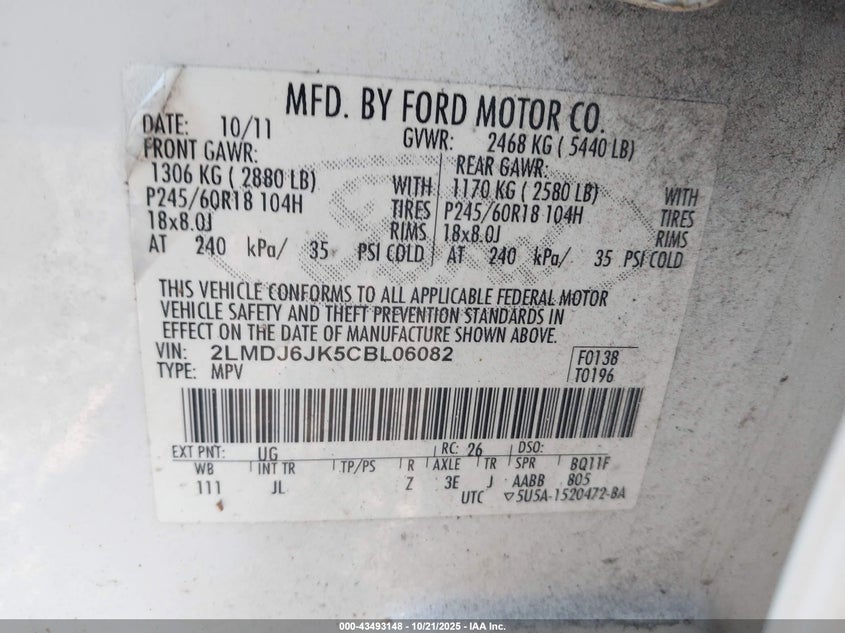 MFD. BY FORD MOTOR CO.
DATE: 10/11 GVWR: 2468 KG ( 5440 LB)
FRONT GAWR: REAR GAWR:
1306 KG ( 2880 LB) WITH 1170 KG ( 2580 LB) WITH
P245/60R18 104H TIRES P245/60R18 104H TIRES
18x8.0J RIMS 18x8.0J RIMS
AT 240 kPa/ 35 PSI COLD AT 240 kPa/ 35 PSI COLD
THIS VEHICLE CONFORMS TO ALL APPLICABLE FEDERAL MOTOR
VEHICLE SAFETY AND THEFT PREVENTION STANDARDS IN
EFFECT ON THE DATE OF MANUFACTURE SHOWN ABOVE.
VIN: 2LMDJ6JK5CBL06082 F0138
TYPE: MPV T0196
EXT PNT: UG RC: 26 DSO:
WB INT TR TP/PS R AXLE TR SPR BQ11F
111 JL Z 3E J AABB 805
UTC ▽5U5A-1520472-BA
000-43493148 - 10/21/2025 - IAA Inc.